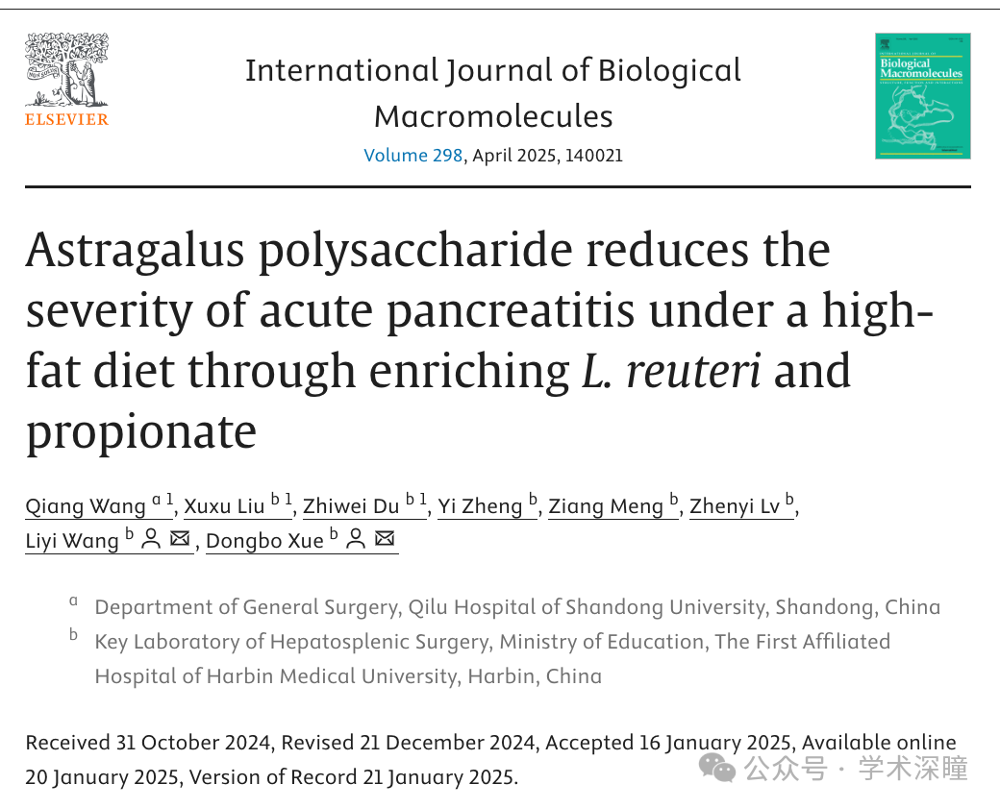 ELSEVIER
International Journal of Biological
Macromolecules
Volume 298, April 2025, 140021
Biological
Macromolecules
Astragalus polysaccharide reduces the
severity of acute pancreatitis under a high-
fat diet through enriching L. reuteri and
propionate
Qiang Wang a 1, Xuxu Liu b 1, Zhiwei Du b 1, Yi Zheng b, Ziang Meng b, Zhenyi Lv b,
Liyi Wang b, Dongbo Xue b
a Department of General Surgery, Qilu Hospital of Shandong University, Shandong, China
b Key Laboratory of Hepatosplenic Surgery, Ministry of Education, The First Affiliated
Hospital of Harbin Medical University, Harbin, China
Received 31 October 2024, Revised 21 December 2024, Accepted 16 January 2025, Available online
20 January 2025, Version of Record 21 January 2025.
公众号 · 学术深瞳